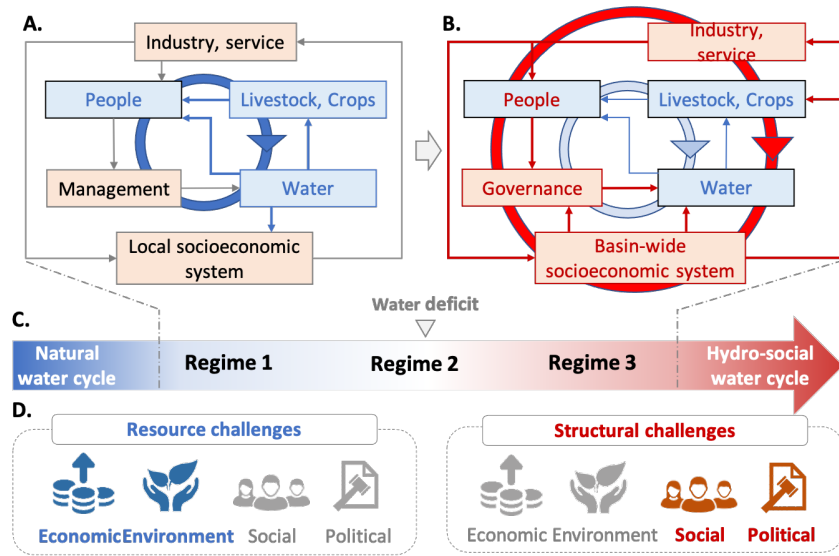 A.
Industry, service
People
Livestock, Crops
Management
Water
Local socioeconomic
system
B.
Industry,
service
People
Livestock, Crops
Governance
Water
Basin-wide
socioeconomic system
Water deficit
C.
Natural
water cycle
Regime 1
Regime 2
Regime 3
Hydro-social
water cycle
D.
Resource challenges
Economic
Environment
Social
Political
Structural challenges
Economic
Environment
Social
Political